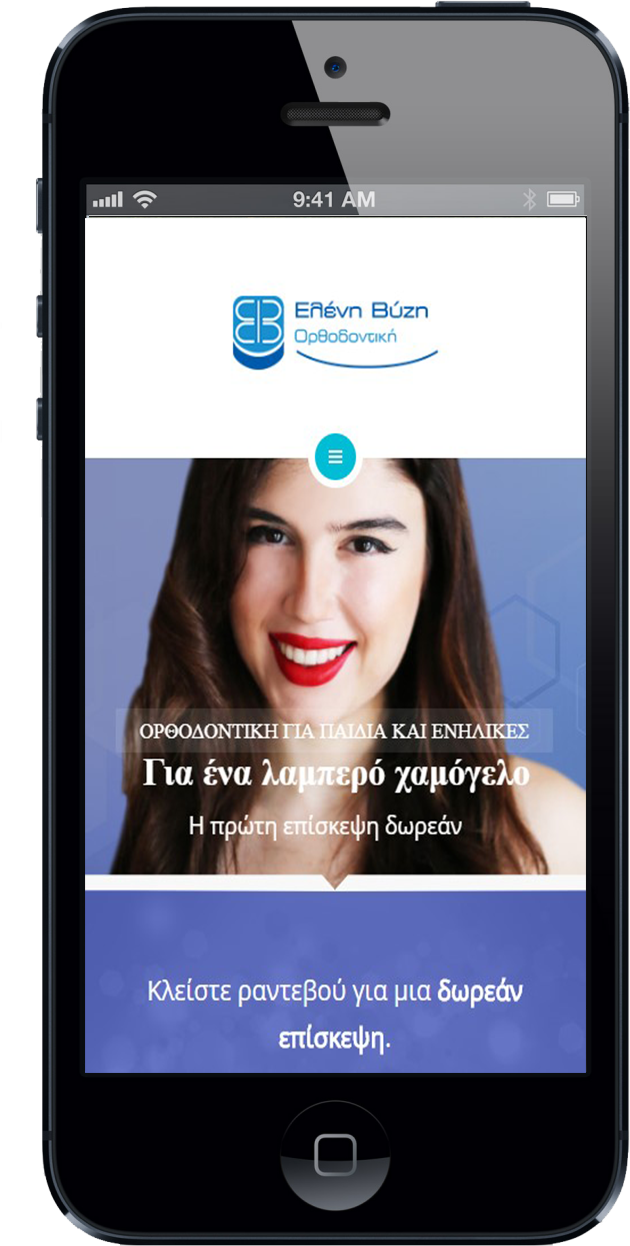 9:41 AM
Ελένη Βύζη
Ορθοδοντική
ΟΡΘΟΔΟΝΤΙΚΗ ΓΙΑ ΠΑΙΔΙΑ ΚΑΙ ΕΝΗΛΙΚΕΣ
Για ένα λαμπερό χαμόγελο
Η πρώτη επίσκεψη δωρεάν
Κλείστε ραντεβού για μια δωρεάν
επίσκεψη.